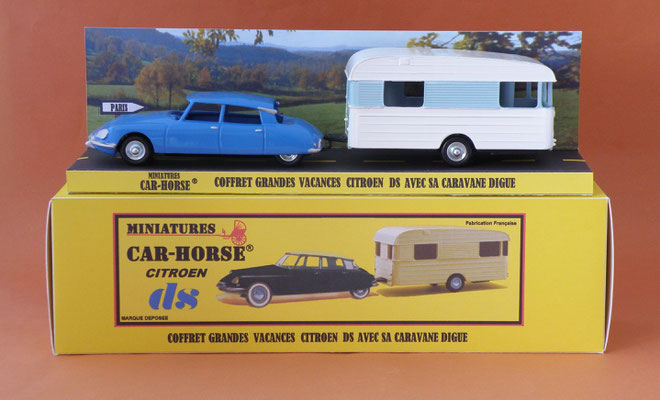 PARIS
MINIATURES
CAR-HORSE® COFFRET GRANDES VACANCES CITROEN DS AVEC SA CARAVANE DIGUE
MINIATURES
CAR-HORSE®
CITROEN
ds
MARQUE DEPOSEE
Fabrication Française
COFFRET GRANDES VACANCES CITROEN DS AVEC SA CARAVANE DIGUE